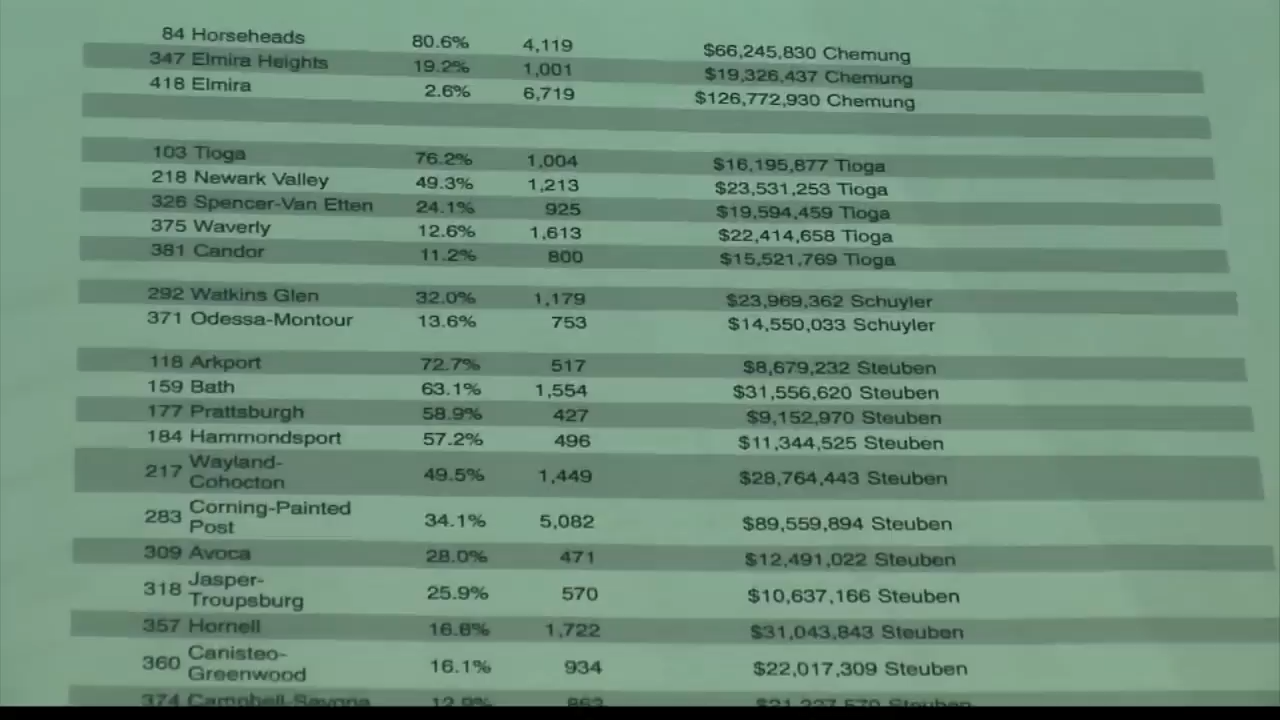 84 Horseheads 80.6% 4,119 $66,245,830 Chemung
347 Elmira Heights 19.2% 1,001 $19,326,437 Chemung
418 Elmira 2.6% 6,719 $126,772,930 Chemung
103 Tioga 76.2% 1,004 $16,195,877 Tioga
218 Newark Valley 49.3% 1,213 $23,531,253 Tioga
326 Spencer-Van Etten 24.1% 925 $19,594,459 Tioga
375 Waverly 12.6% 1,613 $22,414,658 Tioga
381 Candor 11.2% 800 $15,521,769 Tioga
292 Watkins Glen 32.0% 1,179 $23,969,362 Schuyler
371 Odessa-Montour 13.6% 753 $14,550,033 Schuyler
118 Arkport 72.7% 517 $8,679,232 Steuben
159 Bath 63.1% 1,554 $31,556,620 Steuben
177 Prattsburgh 58.9% 427 $9,152,970 Steuben
184 Hammondsport 57.2% 496 $11,344,525 Steuben
217 Wayland-
Cohocton 49.5% 1,449 $28,764,443 Steuben
283 Corning-Painted
Post 34.1% 5,082 $89,559,894 Steuben
309 Avoca 28.0% 471 $12,491,022 Steuben
318 Jasper-
Troupsburg 25.9% 570 $10,637,166 Steuben
357 Hornell 16.8% 1,722 $31,043,843 Steuben
360 Canisteo-
Greenwood 16.1% 934 $22,017,309 Steuben
374 Campbell-Savona 12.9% Steuben